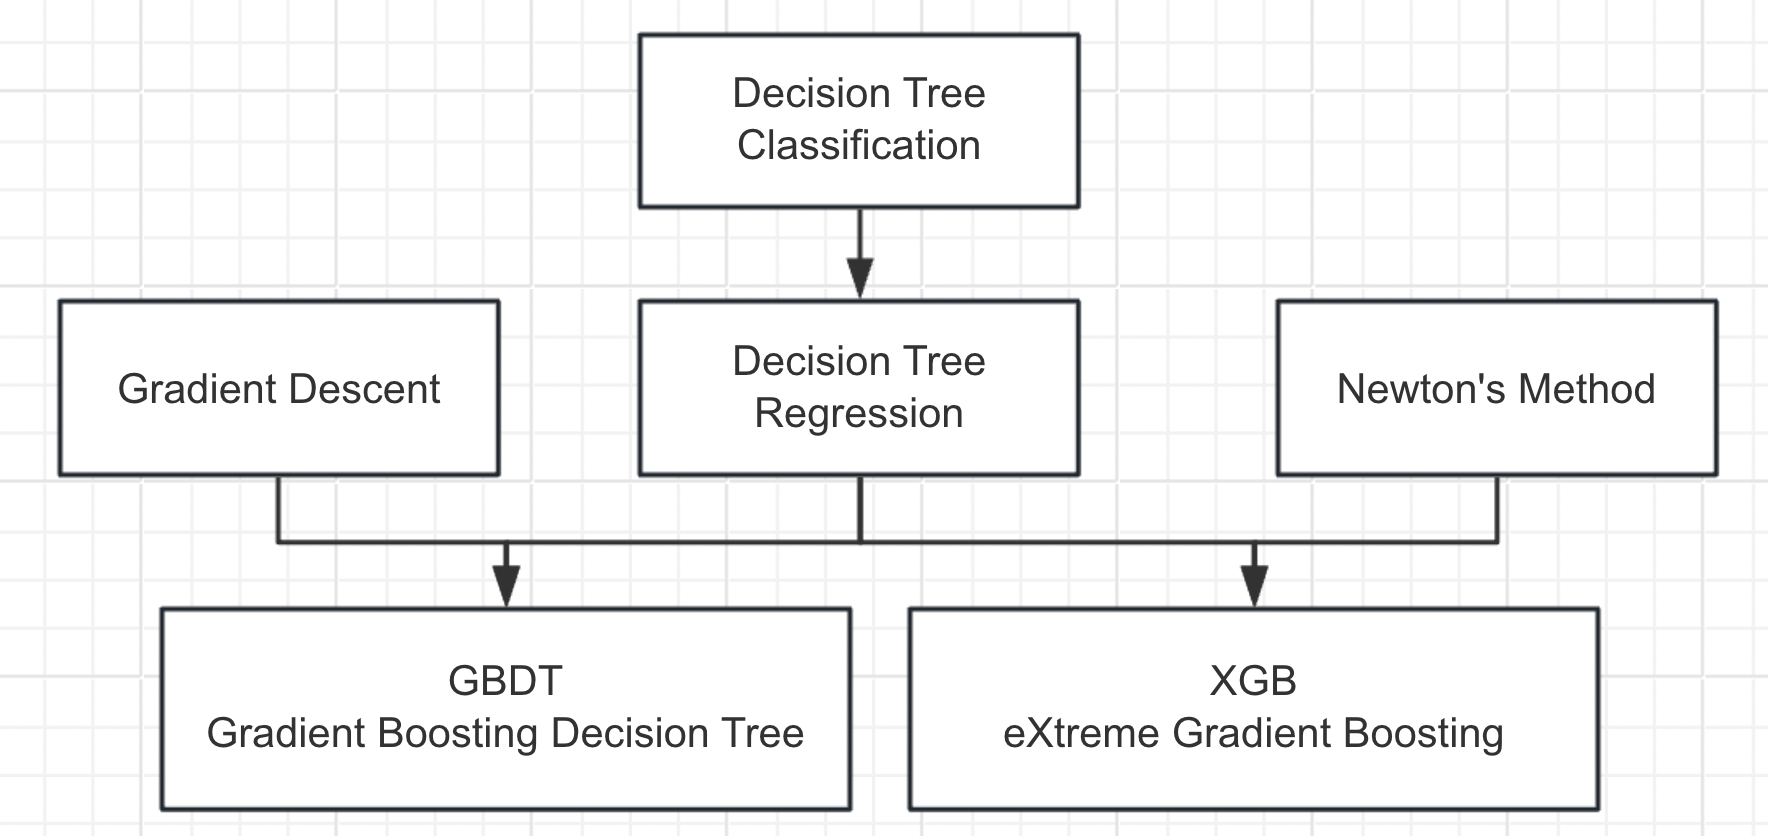 Decision Tree
Classification
Gradient Descent
Decision Tree
Regression
Newton's Method
GBDT
Gradient Boosting Decision Tree
XGB
eXtreme Gradient Boosting